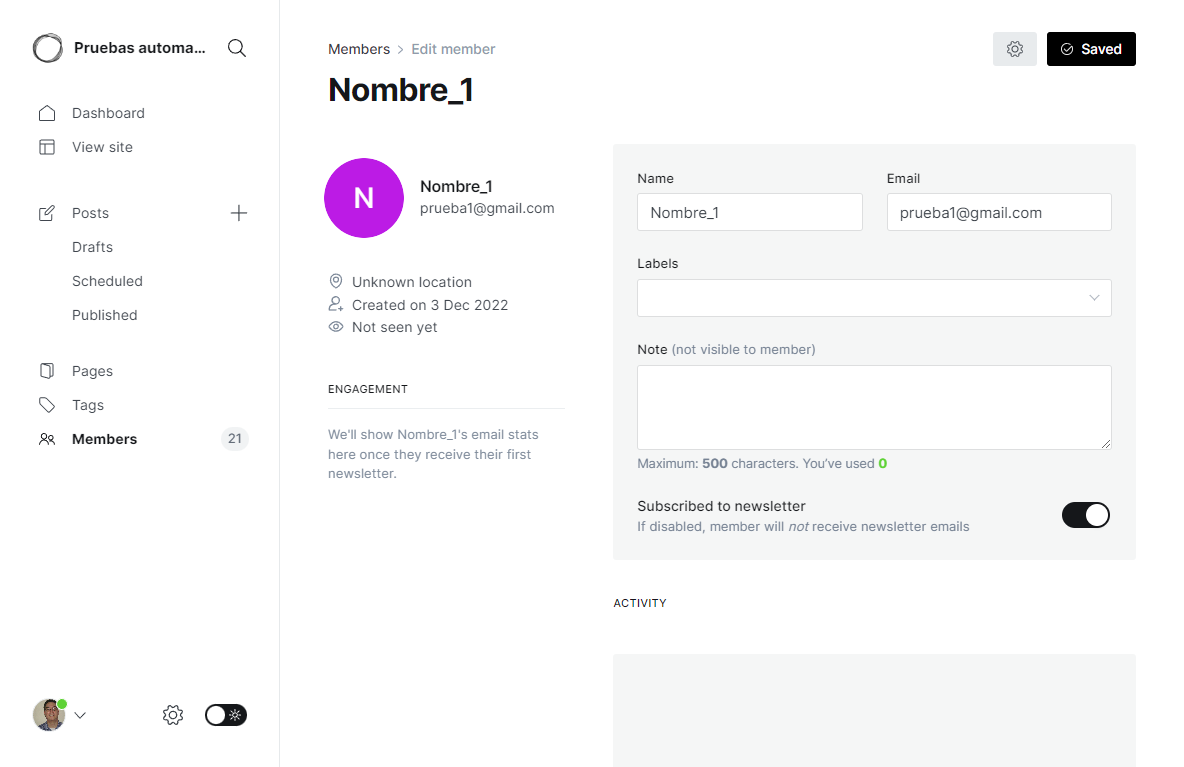 Pruebas automa...
Dashboard
View site
Posts
Drafts
Scheduled
Published
Pages
Tags
Members 21
Members > Edit member
Saved
Nombre_1
N
Nombre_1
prueba1@gmail.com
Unknown location
Created on 3 Dec 2022
Not seen yet
ENGAGEMENT
We'll show Nombre_1's email stats
here once they receive their first
newsletter.
Name Email
Nombre_1 prueba1@gmail.com
Labels
Note (not visible to member)
Maximum: 500 characters. You’ve used 0
Subscribed to newsletter
If disabled, member will not receive newsletter emails
ACTIVITY